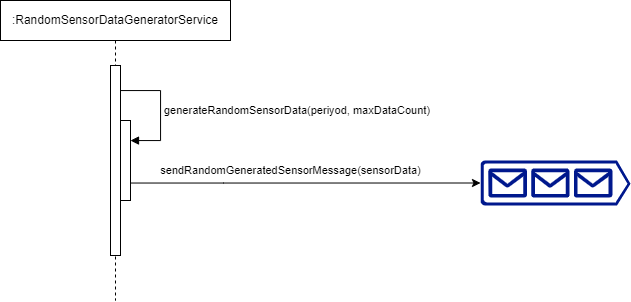 :RandomSensorDataGeneratorService
generateRandomSensorData(periyod, maxDataCount)
sendRandomGeneratedSensorMessage(sensorData)